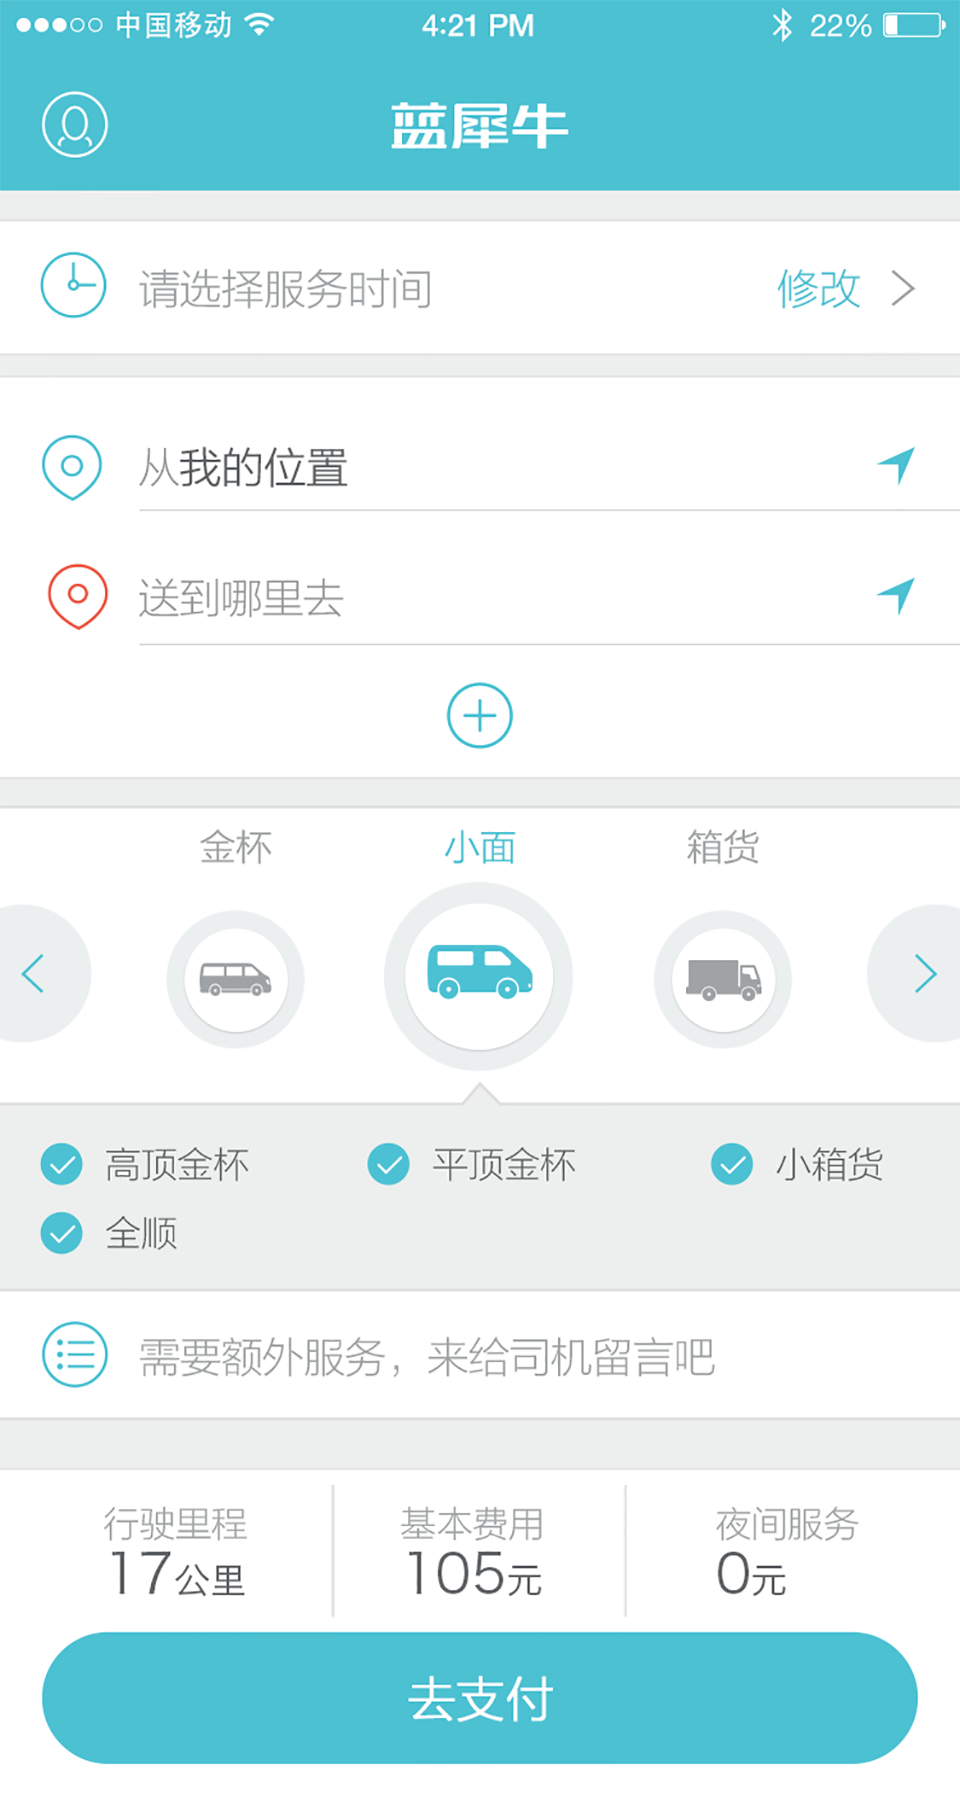 中国移动 4:21 PM 22%
蓝犀牛
请选择服务时间 修改
从我的位置
送到哪里去
金杯 小面 箱货
高顶金杯 平顶金杯 小箱货
全顺
需要额外服务，来给司机留言吧
行驶里程 基本费用 夜间服务
17公里 105元 0元
去支付